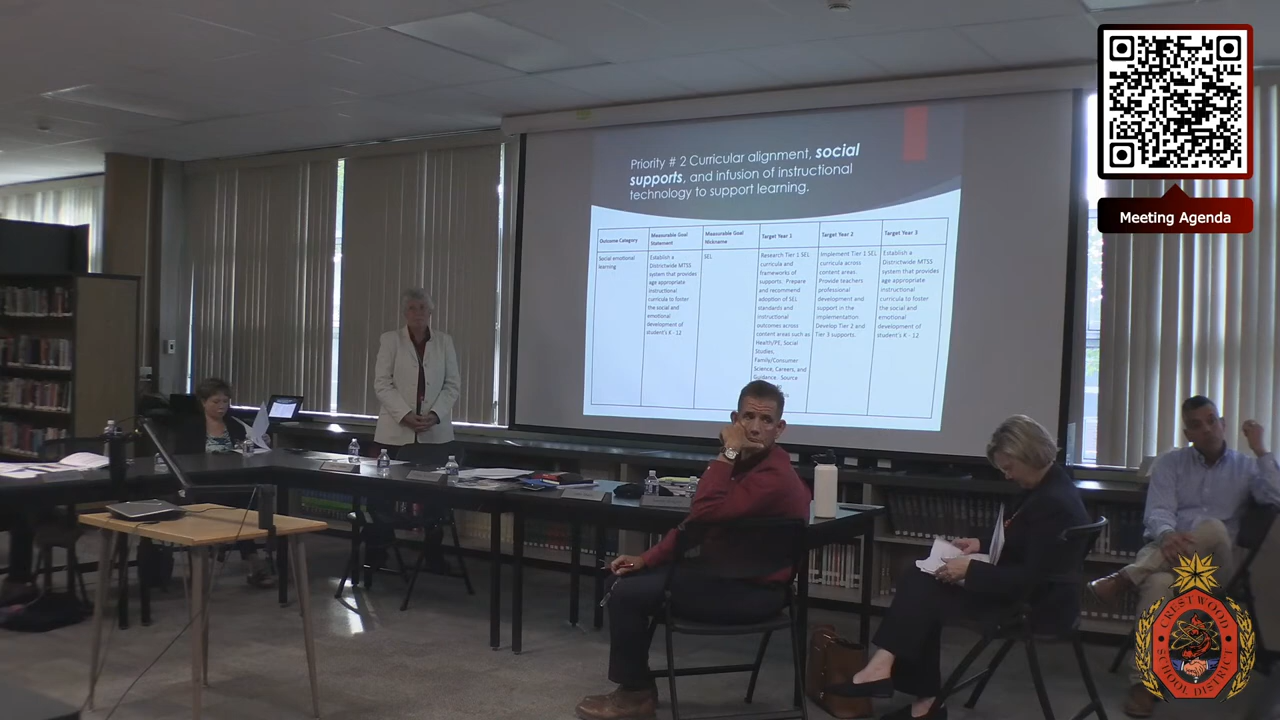 Meeting Agenda
Priority # 2 Curricular alignment, social
supports, and infusion of instructional
technology to support learning.
Outcome Category
Measurable Goal
Statement
Measurable Goal
Nickname
Target Year 1
Target Year 2
Target Year 3
Social emotional
learning
Establish a
Districtwide MTSS
system that provides
age appropriate
instructional
curricula to foster
the social and
emotional
development of
student's K - 12
SEL
Research Tier 1 SEL
curricula and
frameworks of
supports. Prepare
and recommend
adoption of SEL
standards and
instructional
outcomes across
content areas such as
Health/PE, Social
Studies,
Family/Consumer
Science, Careers, and
Guidance. Source
Implement Tier 1 SEL
curricula across
content areas.
Provide teachers
professional
development and
support in the
implementation
Develop Tier 2 and
Tier 3 supports.
Establish a
Districtwide MTSS
system that provides
age appropriate
instructional
curricula to foster
the social and
emotional
development of
student's K - 12
CRESTWOOD
SCHOOL DISTRICT